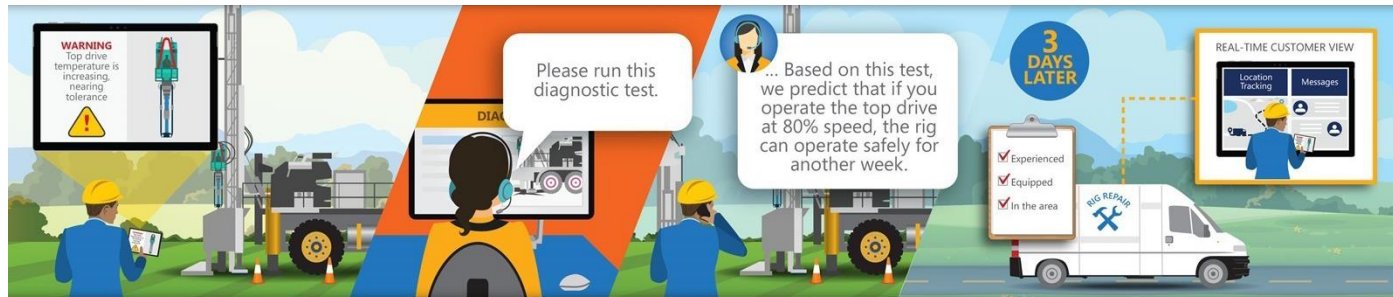 WARNING
Top drive
temperature is
increasing,
nearing
tolerance
!
DIAG
Please run this
diagnostic test.
... Based on this test,
we predict that if you
operate the top drive
at 80% speed, the rig
can operate safely for
another week.
3
DAYS
LATER
Experienced
Equipped
In the area
RIG REPAIR
REAL-TIME CUSTOMER VIEW
Location
Tracking
Messages